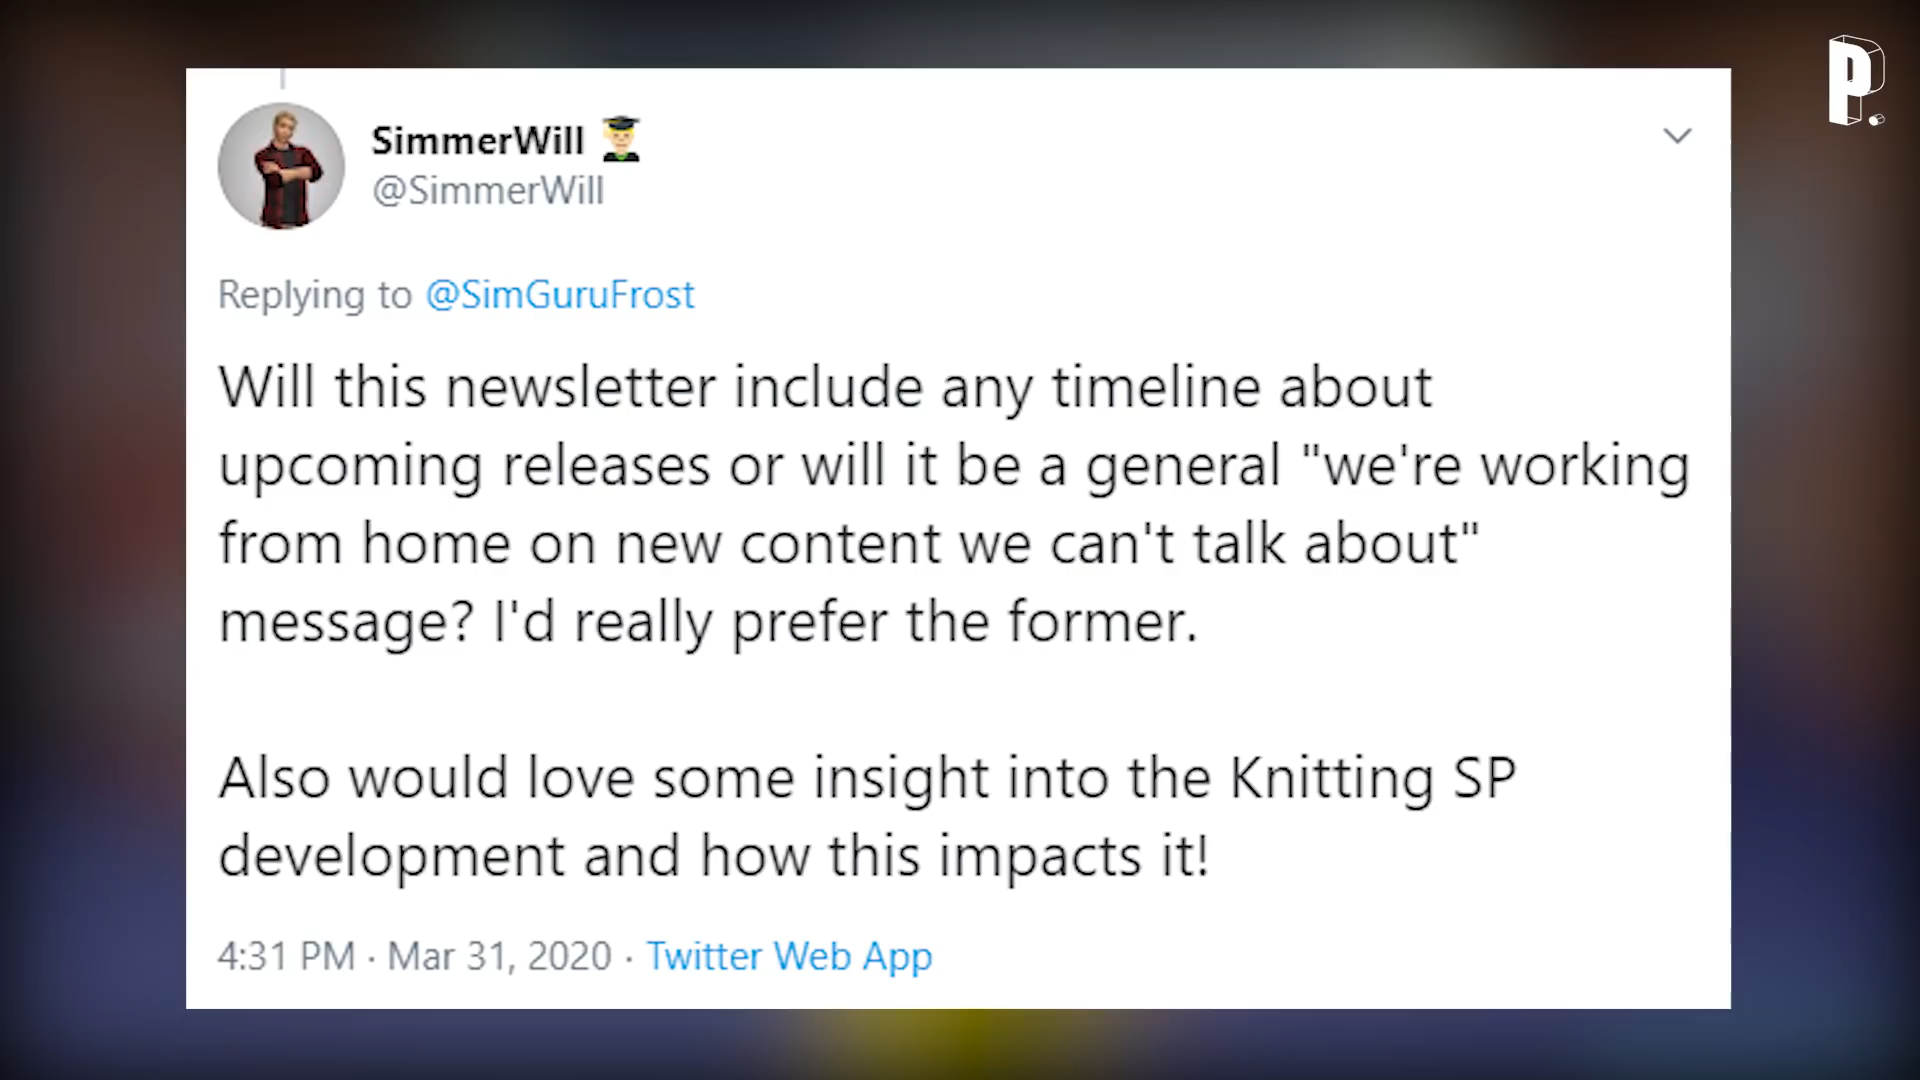 SimmerWill
@SimmerWill
Replying to @SimGuruFrost
Will this newsletter include any timeline about
upcoming releases or will it be a general "we're working
from home on new content we can't talk about"
message? I'd really prefer the former.
Also would love some insight into the Knitting SP
development and how this impacts it!
4:31 PM · Mar 31, 2020 · Twitter Web App
P.